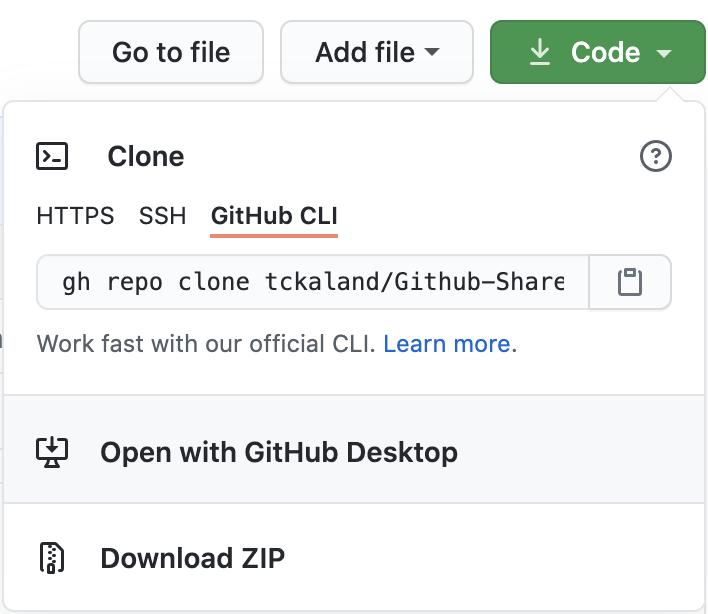 Go to file Add file Code
Clone
HTTPS SSH GitHub CLI
gh repo clone tckaland/Github-Share
Work fast with our official CLI. Learn more.
Open with GitHub Desktop
Download ZIP